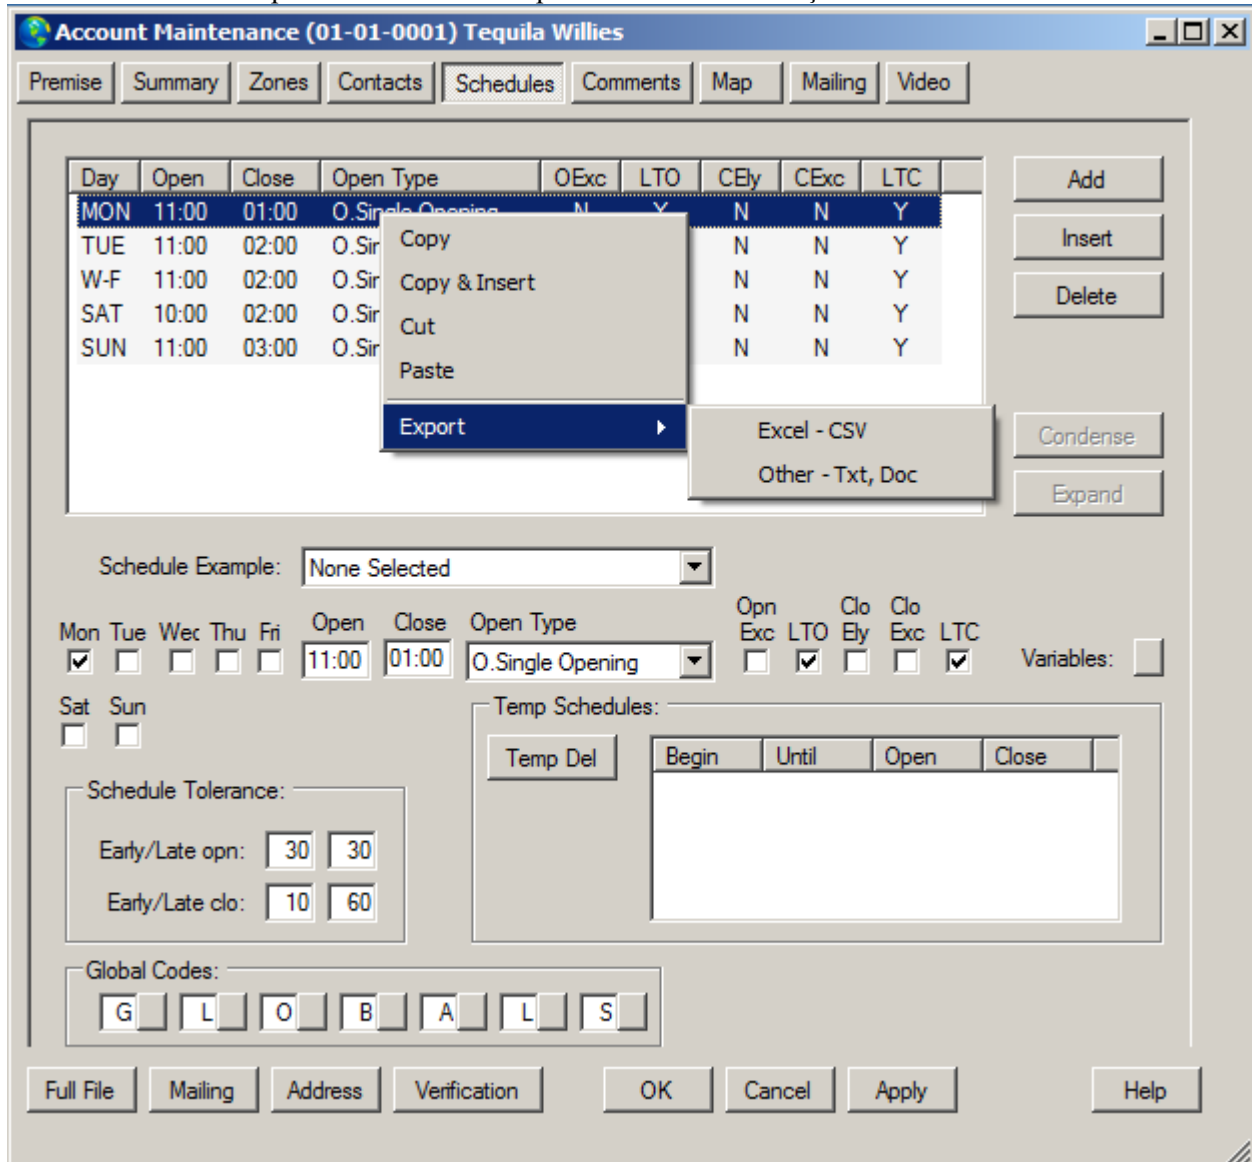 Account Maintenance (01-01-0001) Tequila Willies
Premise Summary Zones Contacts Schedules Comments Map Mailing Video
Day Open Close Open Type OExc LTO CEly CExc LTC Add
MON 11:00 01:00 O.Single Opening N Y N N Y
TUE 11:00 02:00 O.Sin Copy N N Y Insert
W-F 11:00 02:00 O.Sin Copy & Insert N N Y
SAT 10:00 02:00 O.Sin Cut N N Y Delete
SUN 11:00 03:00 O.Sin N N Y
Paste
Export Excel - CSV Condense
Other - Txt, Doc
Expand
Schedule Example: None Selected
Opn Clo Clo
Mon Tue Wec Thu Fri Open Close Open Type Exc LTO Ely Exc LTC
11:00 01:00 O.Single Opening Variables:
Sat Sun Temp Schedules:
Temp Del Begin Until Open Close
Schedule Tolerance:
Early/Late opn: 30 30
Early/Late clo: 10 60
Global Codes:
G L O B A L S
Full File Mailing Address Verification OK Cancel Apply Help